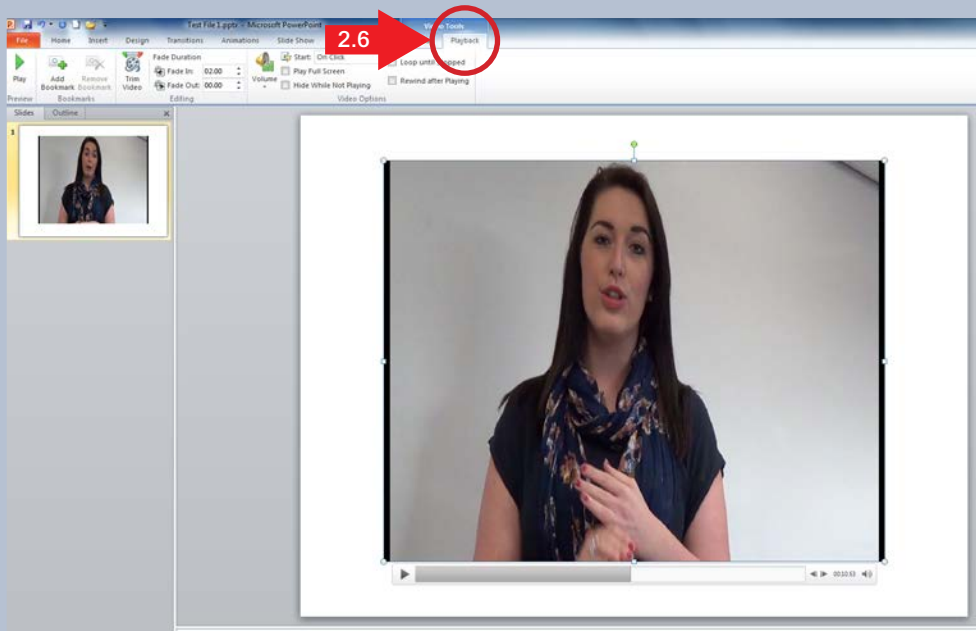 Test File 1.pptx - Microsoft PowerPoint
Video Tools
File Home Insert Design Transitions Animations Slide Show
2.6
Playback
Play
Add Bookmark
Remove Bookmark
Trim Video
Fade Duration
Fade In: 02.00
Fade Out: 00.00
Volume
Start: On Click
Play Full Screen
Hide While Not Playing
Loop until Stopped
Rewind after Playing
Preview Bookmarks Editing Video Options
Slides Outline
1
00:10.53